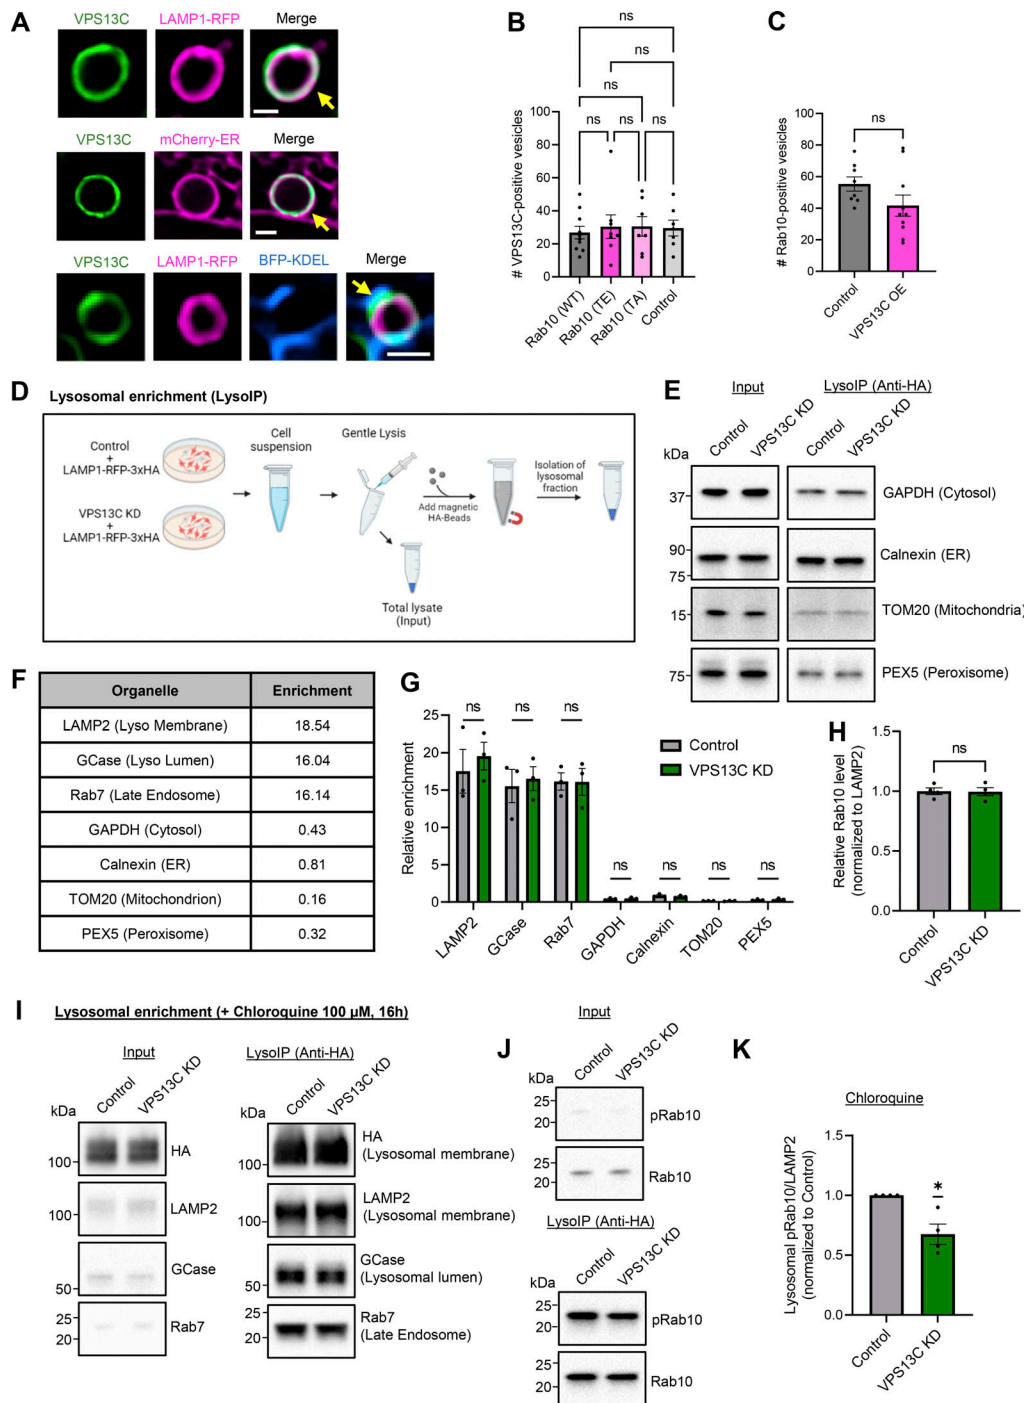 A
VPS13C LAMP1-RFP Merge
VPS13C mCherry-ER Merge
VPS13C LAMP1-RFP BFP-KDEL Merge
B
ns
ns
ns
ns ns ns
# VPS13C-positive vesicles
100
80
60
40
20
0
Rab10 (WT)
Rab10 (TE)
Rab10 (TA)
Control
C
ns
# Rab10-positive vesicles
100
80
60
40
20
0
Control
VPS13C OE
D
Lysosomal enrichment (LysoIP)
Control
+
LAMP1-RFP-3xHA
VPS13C KD
+
LAMP1-RFP-3xHA
Cell
suspension
Gentle Lysis
Add magnetic
HA-Beads
Isolation of
lysosomal
fraction
Total lysate
(Input)
E
Input LysoIP (Anti-HA)
Control VPS13C KD Control VPS13C KD
kDa
37 GAPDH (Cytosol)
90
75
Calnexin (ER)
15 TOM20 (Mitochondria)
75 PEX5 (Peroxisome)
F
Organelle Enrichment
LAMP2 (Lyso Membrane) 18.54
GCase (Lyso Lumen) 16.04
Rab7 (Late Endosome) 16.14
GAPDH (Cytosol) 0.43
Calnexin (ER) 0.81
TOM20 (Mitochondrion) 0.16
PEX5 (Peroxisome) 0.32
G
ns ns ns
ns ns ns ns
Relative enrichment
25
20
15
10
5
0
LAMP2
GCase
Rab7
GAPDH
Calnexin
TOM20
PEX5
Control
VPS13C KD
H
ns
Relative Rab10 level
(normalized to LAMP2)
1.5
1.0
0.5
0.0
Control
VPS13C KD
I
Lysosomal enrichment (+ Chloroquine 100 µM, 16h)
Input LysoIP (Anti-HA)
Control VPS13C KD Control VPS13C KD
kDa kDa
100 HA 100 HA
(Lysosomal membrane)
100 LAMP2 100 LAMP2
(Lysosomal membrane)
50 GCase 50 GCase
(Lysosomal lumen)
25
20
Rab7
25
20
Rab7
(Late Endosome)
J
Input
Control VPS13C KD
kDa
25
20
pRab10
25
20
Rab10
LysoIP (Anti-HA)
Control VPS13C KD
kDa
25
20
pRab10
25
20
Rab10
K
Chloroquine
*
Lysosomal pRab10/LAMP2
(normalized to Control)
1.5
1.0
0.5
0.0
Control
VPS13C KD